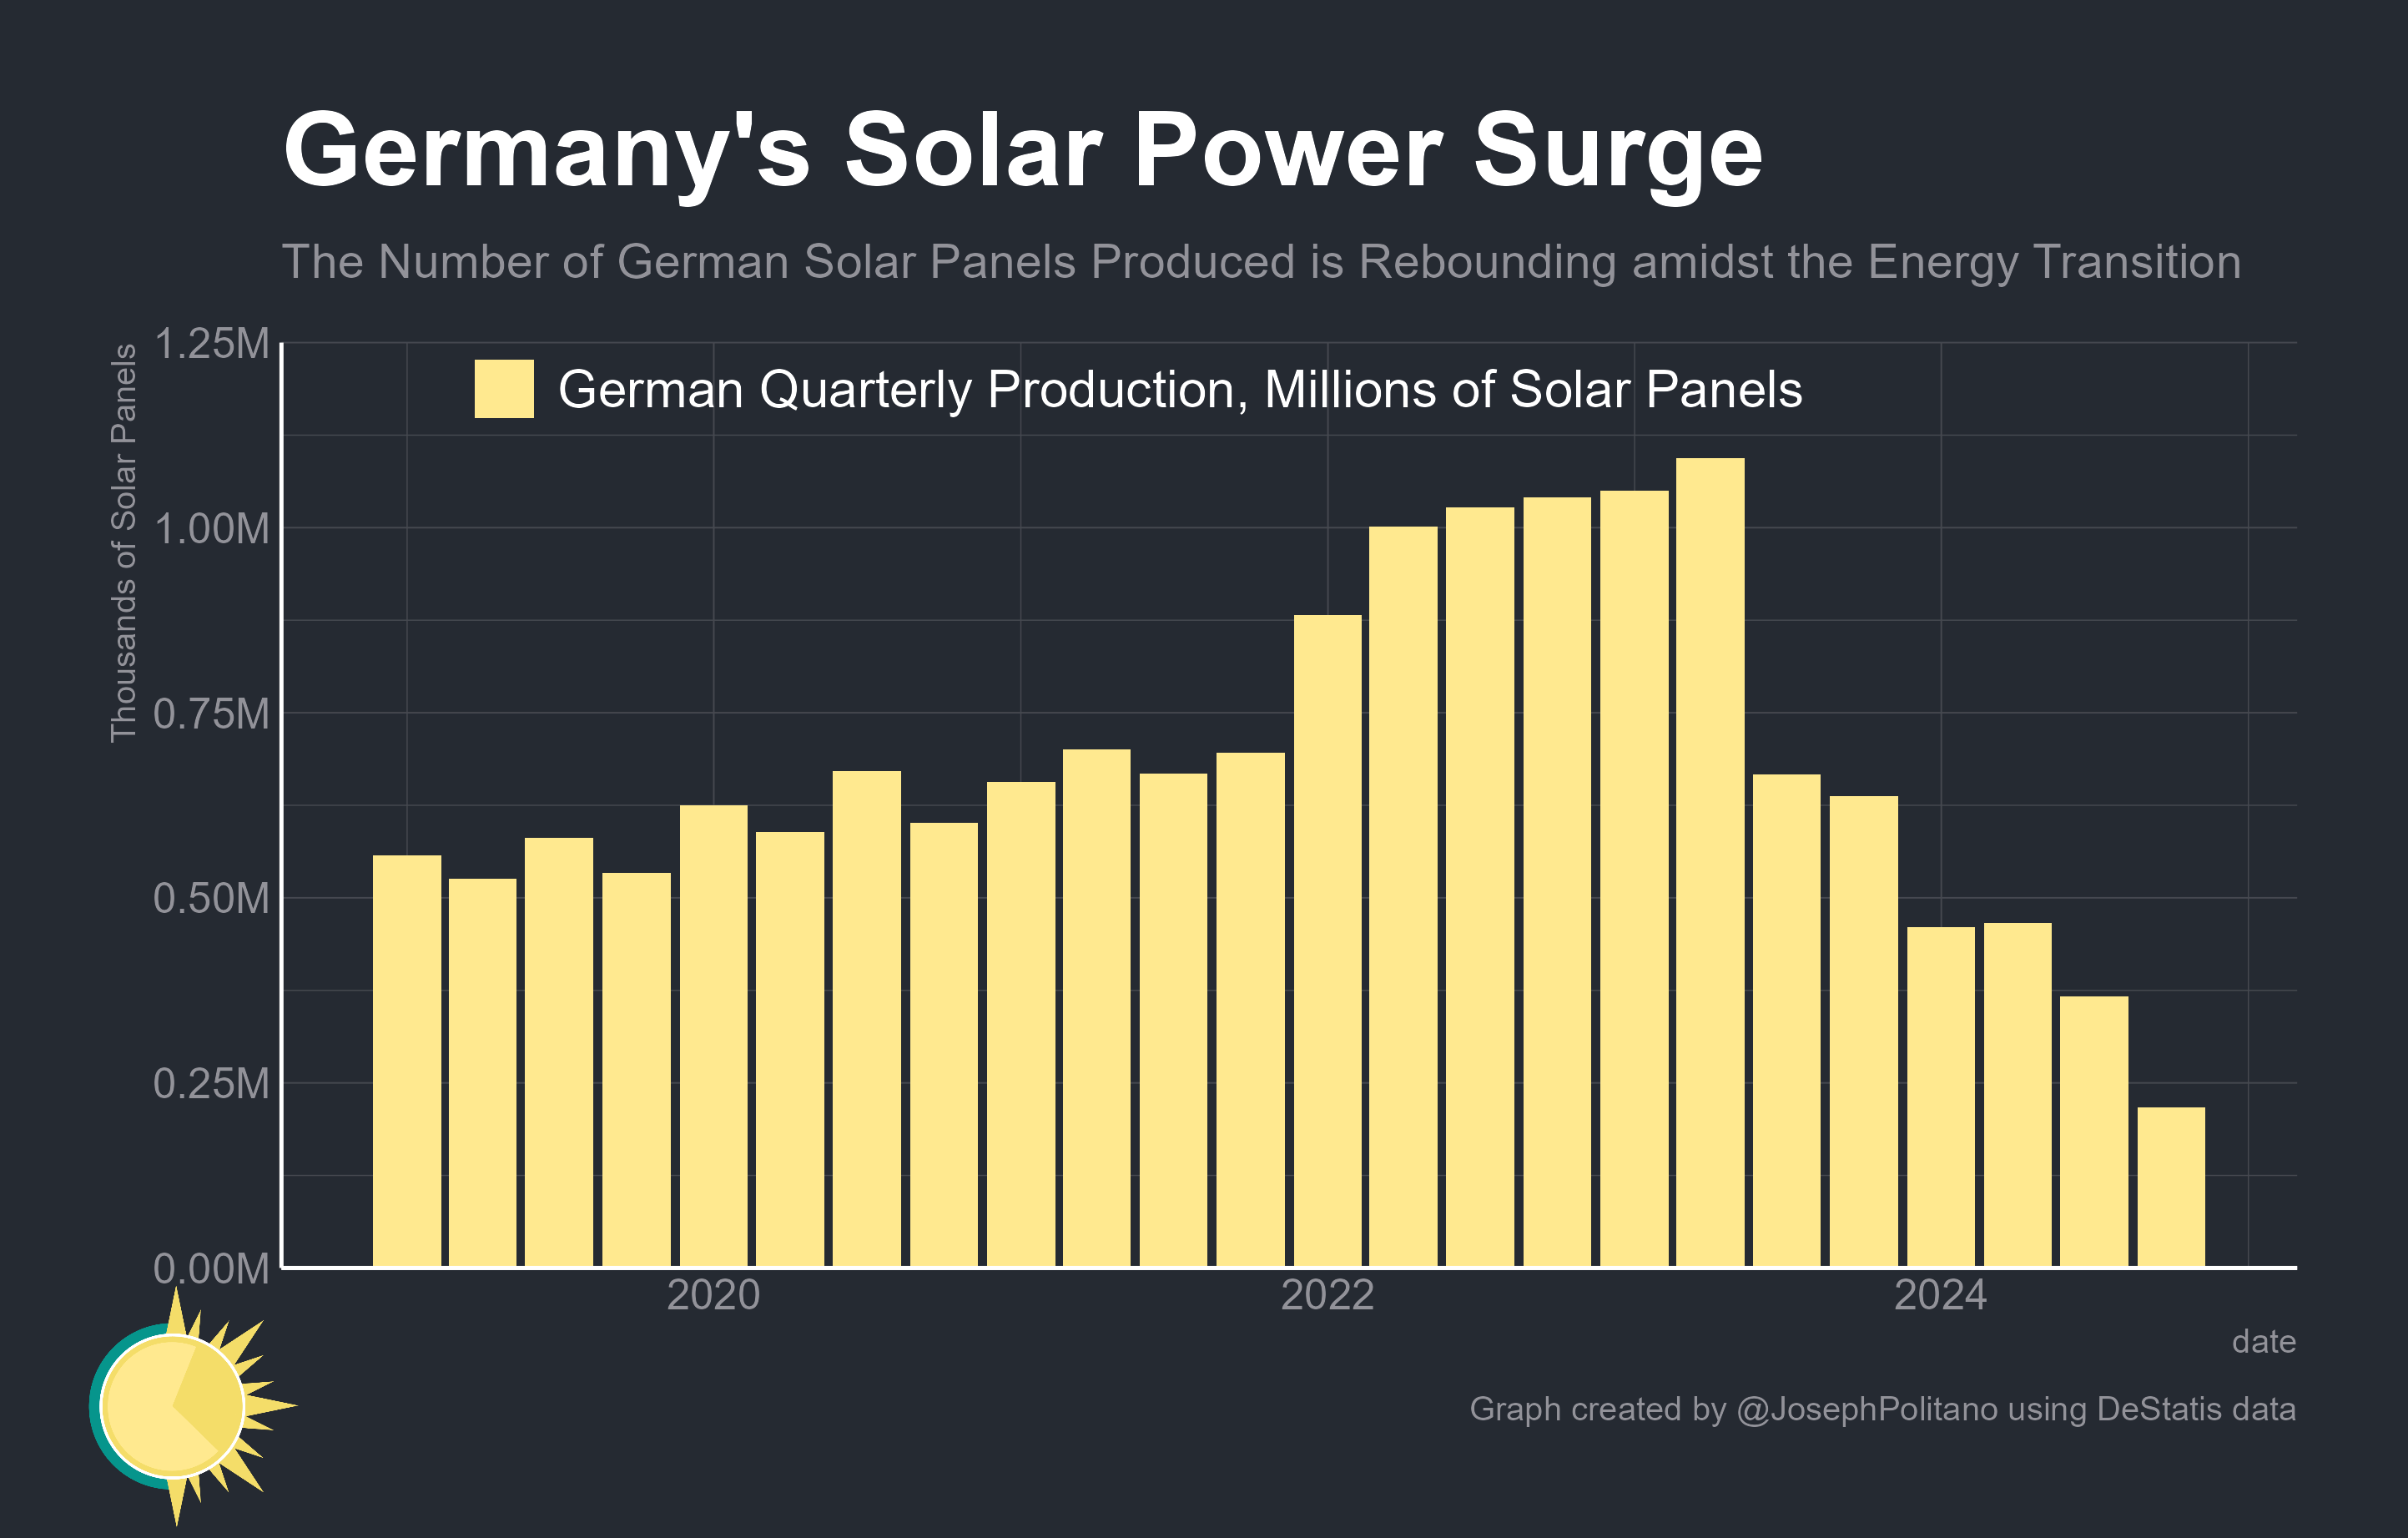 Germany's Solar Power Surge
The Number of German Solar Panels Produced is Rebounding amidst the Energy Transition
Thousands of Solar Panels
1.25M
1.00M
0.75M
0.50M
0.25M
0.00M
German Quarterly Production, Millions of Solar Panels
2020
2022
2024
date
Graph created by @JosephPolitano using DeStatis data